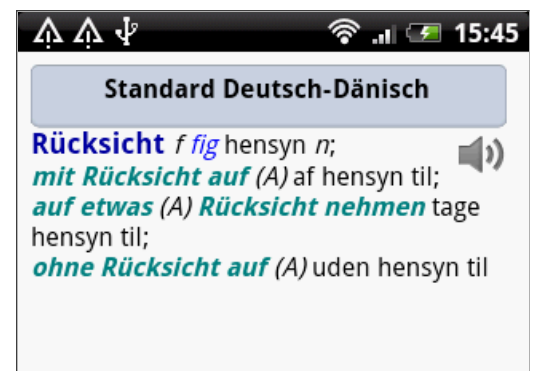 15:45
Standard Deutsch-Dänisch
Rücksicht f fig hensyn n;
mit Rücksicht auf (A) af hensyn til;
auf etwas (A) Rücksicht nehmen tage
hensyn til;
ohne Rücksicht auf (A) uden hensyn til